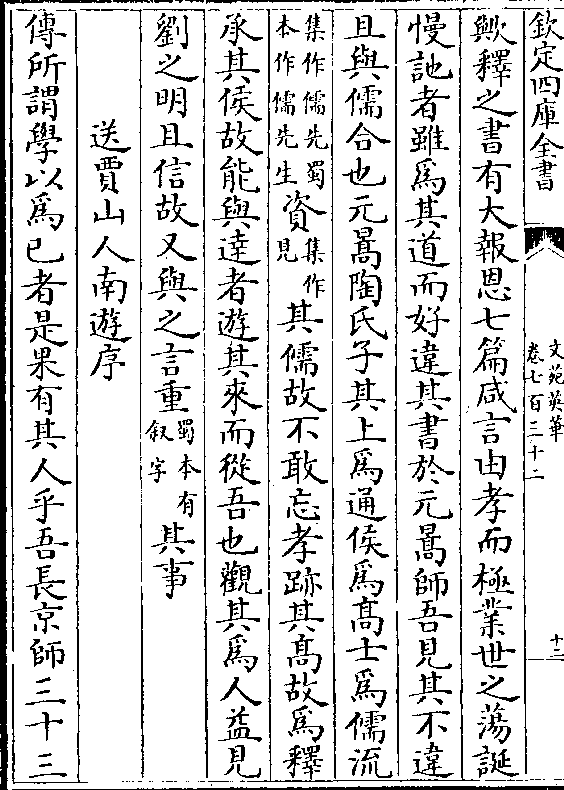 欽定四庫全書
文苑英華
卷七百三十二
十二
歟釋之書有大報恩七篇咸言由孝而極業世之蕩誕
慢訑者雖爲其道而好違其書於元暠師吾見其不違
且與儒合也元暠陶氏子其上爲通侯爲髙士爲儒流
集作儒先蜀
本作儒先生
資
集作
見
其儒故不敢忘孝跡其髙故爲釋
承其侯故能與達者遊其來而從吾也觀其爲人益見
劉之明且信故又與之言重
蜀本有
叙字
其事
送賈山人南遊序
傳所謂學以爲已者是果有其人乎吾長京師三十三